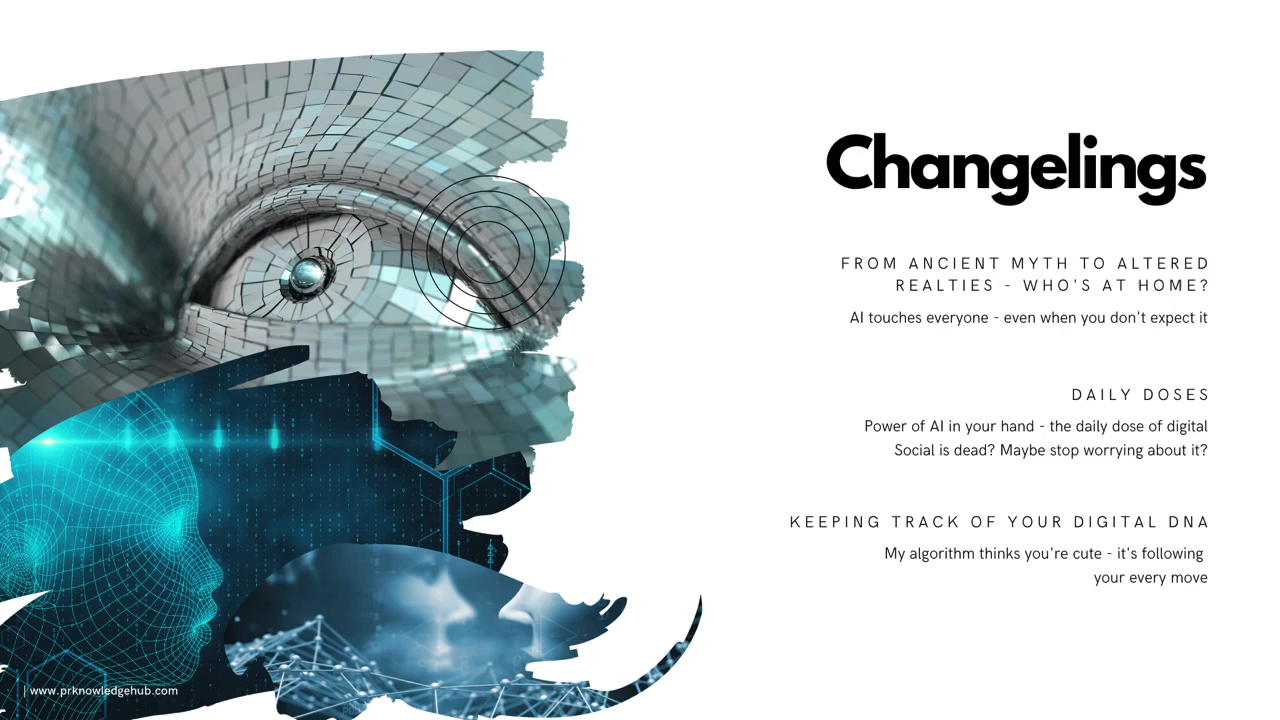 Changelings
FROM ANCIENT MYTH TO ALTERED
REALTIES - WHO'S AT HOME?
AI touches everyone - even when you don't expect it
DAILY DOSES
Power of AI in your hand - the daily dose of digital
Social is dead? Maybe stop worrying about it?
KEEPING TRACK OF YOUR DIGITAL DNA
My algorithm thinks you're cute - it's following
your every move
| www.prknowledgehub.com